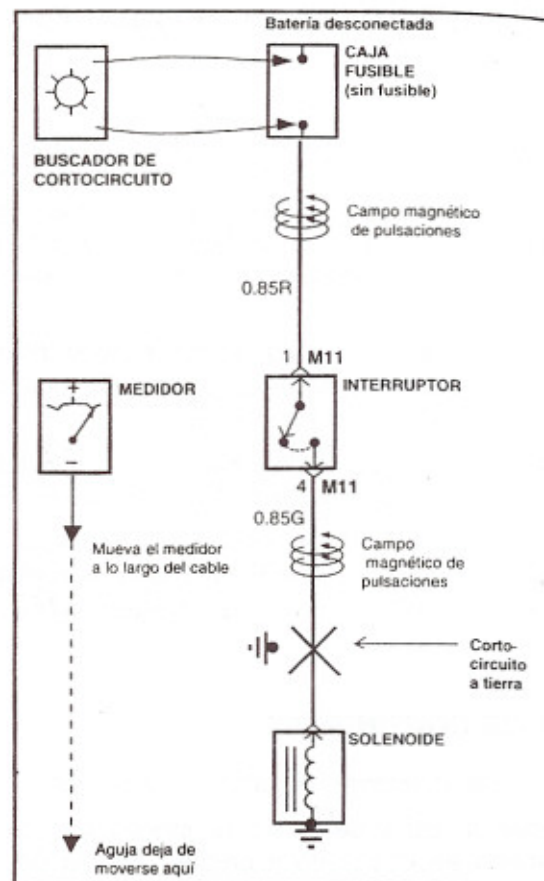 Batería desconectada
CAJA
FUSIBLE
(sin fusible)
BUSCADOR DE
CORTOCIRCUITO
Campo magnético
de pulsaciones
0.85R
1 M11
MEDIDOR
INTERRUPTOR
+
−
4 M11
0.85G
Mueva el medidor
a lo largo del cable
Campo
magnético de
pulsaciones
Corto-
circuito
a tierra
SOLENOIDE
Aguja deja de
moverse aquí